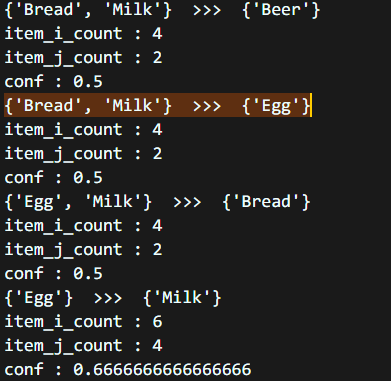 {'Bread', 'Milk'}  >>>  {'Beer'}
item_i_count : 4
item_j_count : 2
conf : 0.5
{'Bread', 'Milk'}  >>>  {'Egg'}
item_i_count : 4
item_j_count : 2
conf : 0.5
{'Egg', 'Milk'}  >>>  {'Bread'}
item_i_count : 4
item_j_count : 2
conf : 0.5
{'Egg'}  >>>  {'Milk'}
item_i_count : 6
item_j_count : 4
conf : 0.6666666666666666